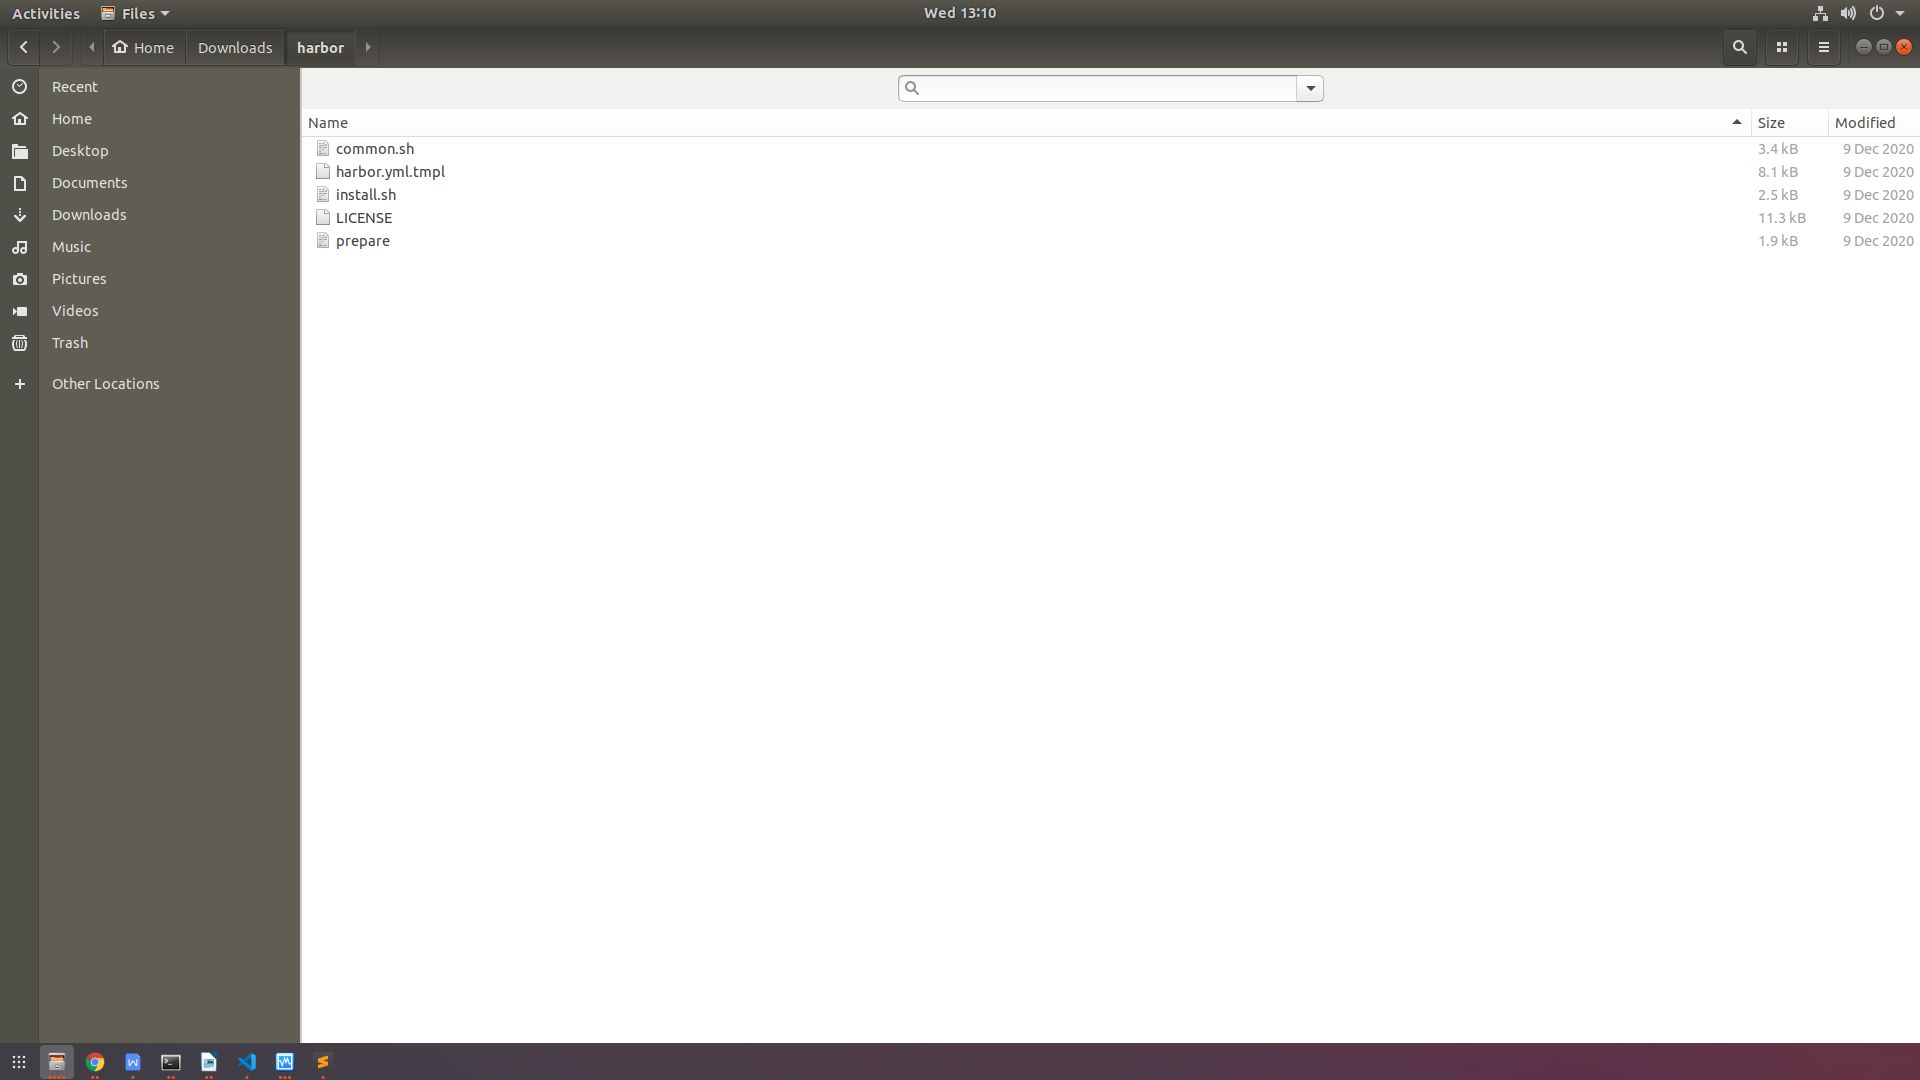 Activities Files Wed 13:10
Home Downloads harbor
Recent
Home
Desktop
Documents
Downloads
Music
Pictures
Videos
Trash
Other Locations
Name Size Modified
common.sh 3.4 kB 9 Dec 2020
harbor.yml.tmpl 8.1 kB 9 Dec 2020
install.sh 2.5 kB 9 Dec 2020
LICENSE 11.3 kB 9 Dec 2020
prepare 1.9 kB 9 Dec 2020